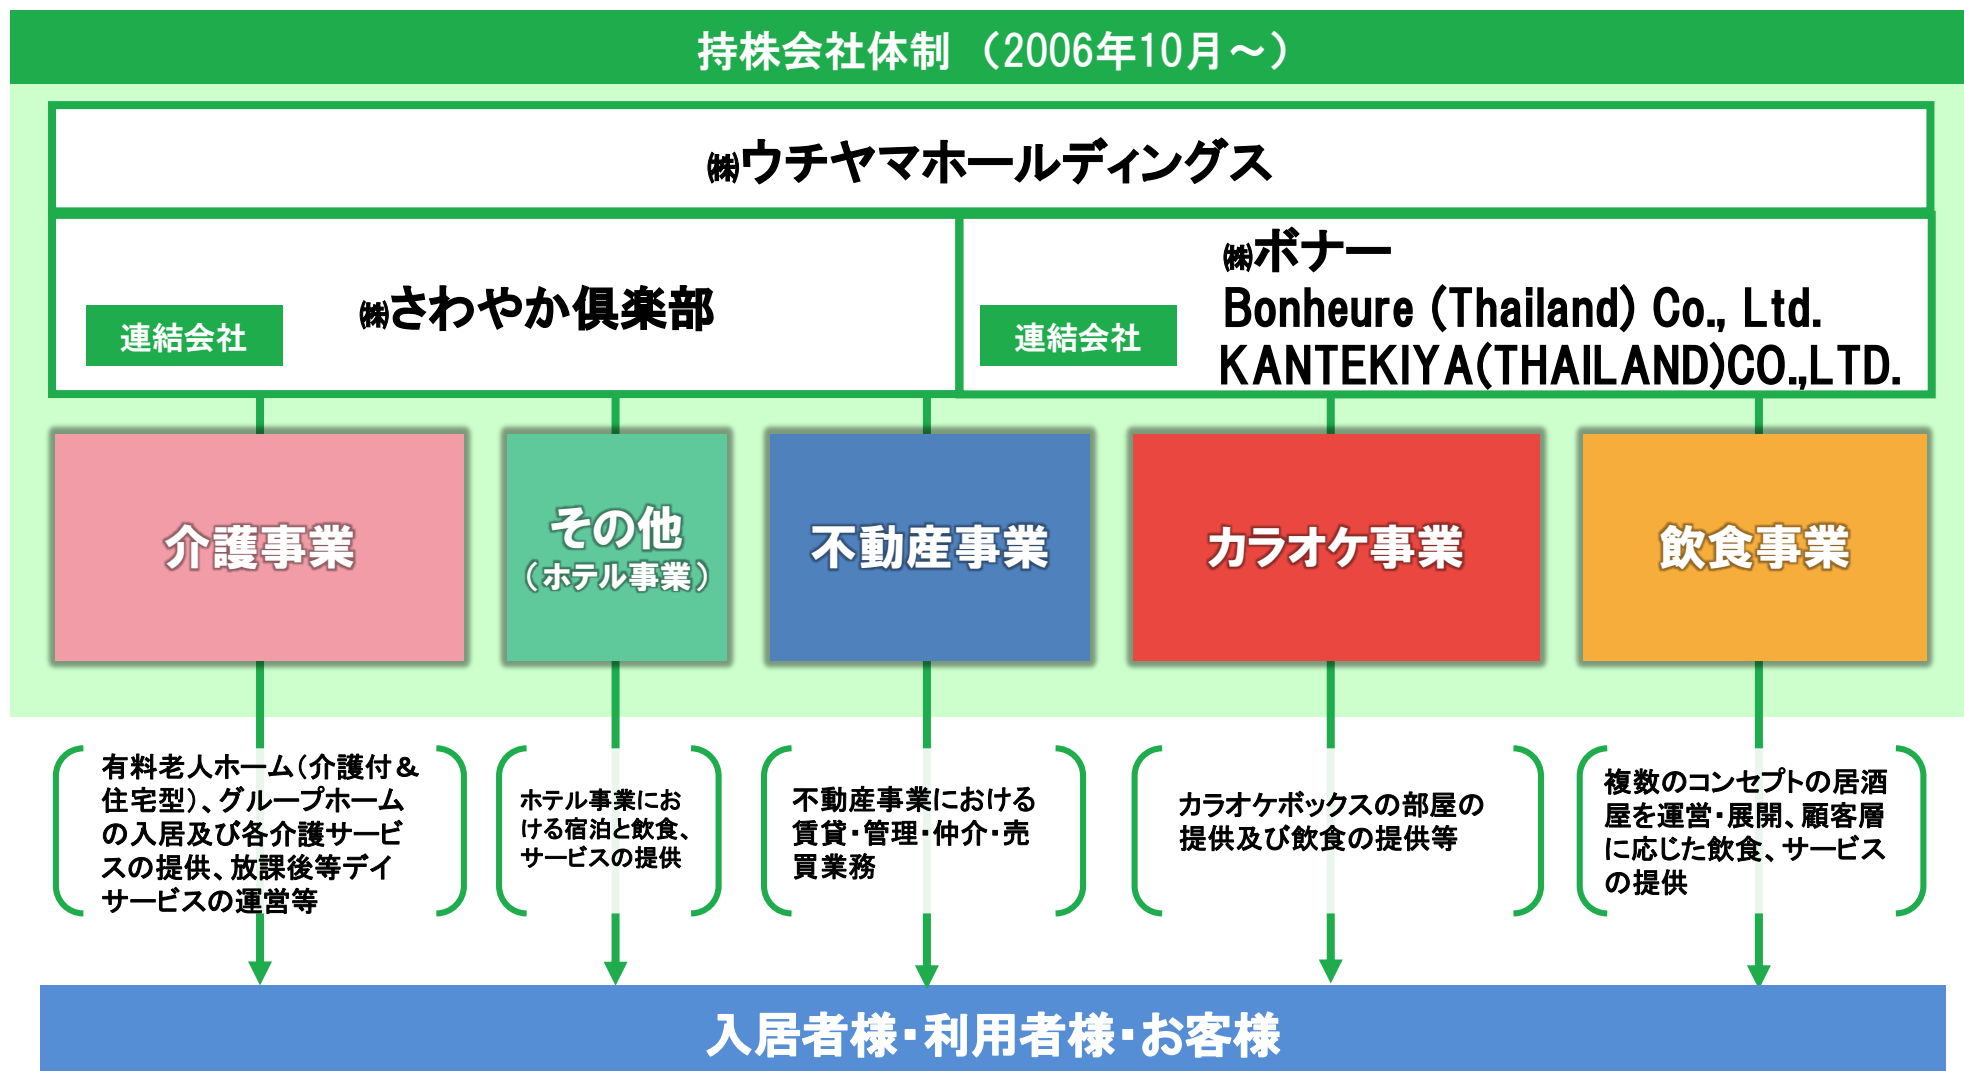 持株会社体制 （2006年10月～）
㈱ウチヤマホールディングス
連結会社
㈱さわやか倶楽部
連結会社
㈱ボナー
Bonheure (Thailand) Co., Ltd.
KANTEKIYA(THAILAND)CO.,LTD.
介護事業
その他
（ホテル事業）
不動産事業
カラオケ事業
飲食事業
有料老人ホーム（介護付＆
住宅型）、グループホーム
の入居及び各介護サービ
スの提供、放課後等デイ
サービスの運営等
ホテル事業にお
ける宿泊と飲食、
サービスの提供
不動産事業における
賃貸・管理・仲介・売
買業務
カラオケボックスの部屋の
提供及び飲食の提供等
複数のコンセプトの居酒
屋を運営・展開、顧客層
に応じた飲食、サービス
の提供
入居者様・利用者様・お客様